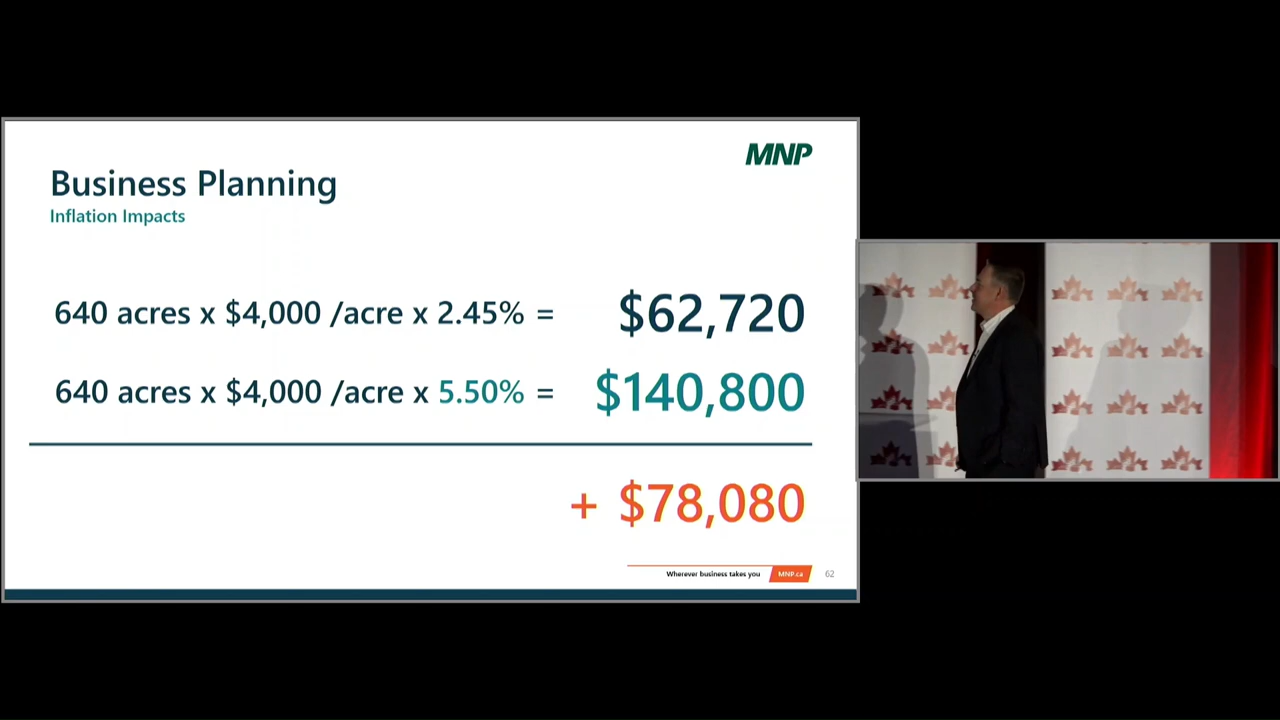 MNP
Business Planning
Inflation Impacts
640 acres x $4,000 /acre x 2.45% = $62,720
640 acres x $4,000 /acre x 5.50% = $140,800
+ $78,080
Wherever business takes you MNP.ca 62